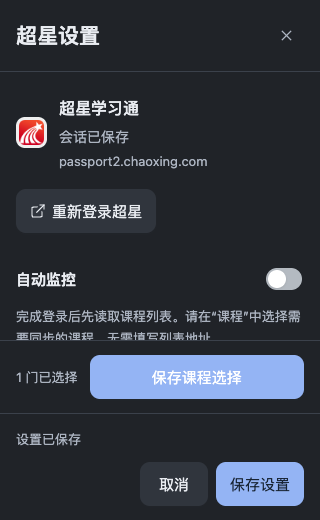 超星设置
超星学习通
会话已保存
passport2.chaoxing.com
重新登录超星
自动监控
完成登录后先读取课程列表。请在“课程”中选择需
要同步的课程，无需填写列表地址
1 门已选择
保存课程选择
设置已保存
取消
保存设置